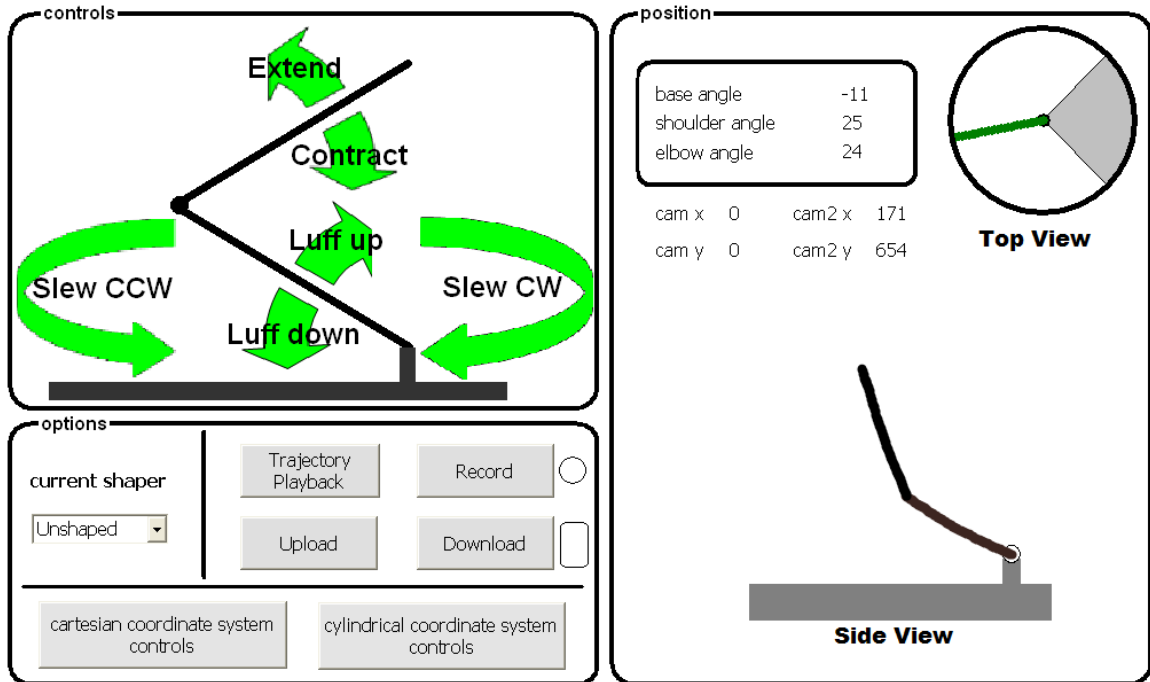 controls
Extend
Contract
Luff up
Slew CCW
Slew CW
Luff down
options
current shaper
Unshaped
Trajectory
Playback
Record
Upload
Download
cartesian coordinate system
controls
cylindrical coordinate system
controls
position
base angle -11
shoulder angle 25
elbow angle 24
cam x 0 cam2 x 171
cam y 0 cam2 y 654
Top View
Side View